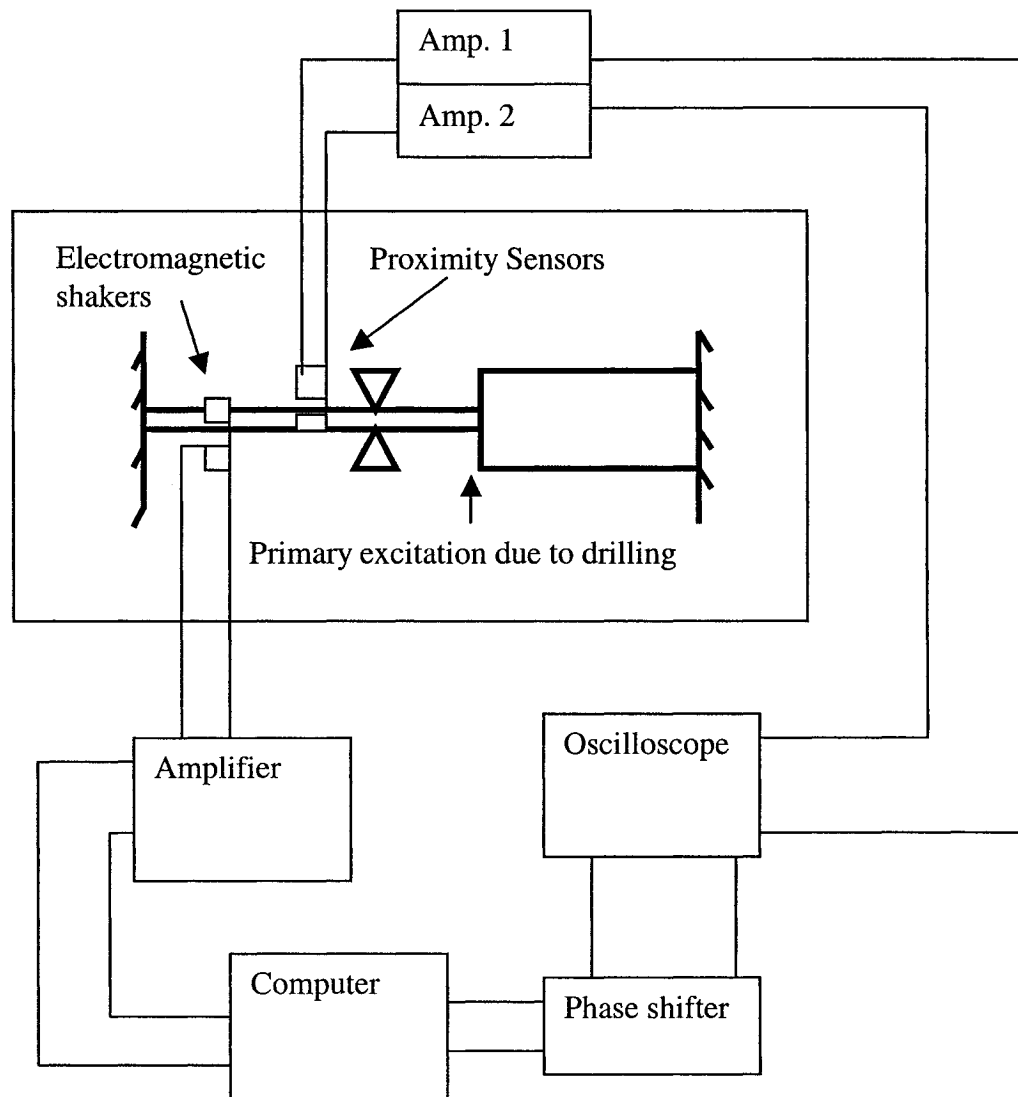 Amp. 1
Amp. 2
Electromagnetic
shakers
Proximity Sensors
Primary excitation due to drilling
Amplifier
Oscilloscope
Computer
Phase shifter